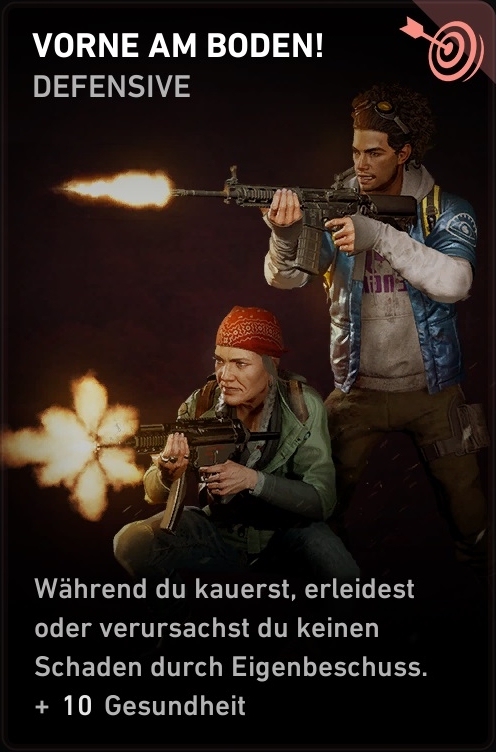 VORNE AM BODEN!
DEFENSIVE
Während du kauerst, erleidest
oder verursachst du keinen
Schaden durch Eigenbeschuss.
+ 10 Gesundheit